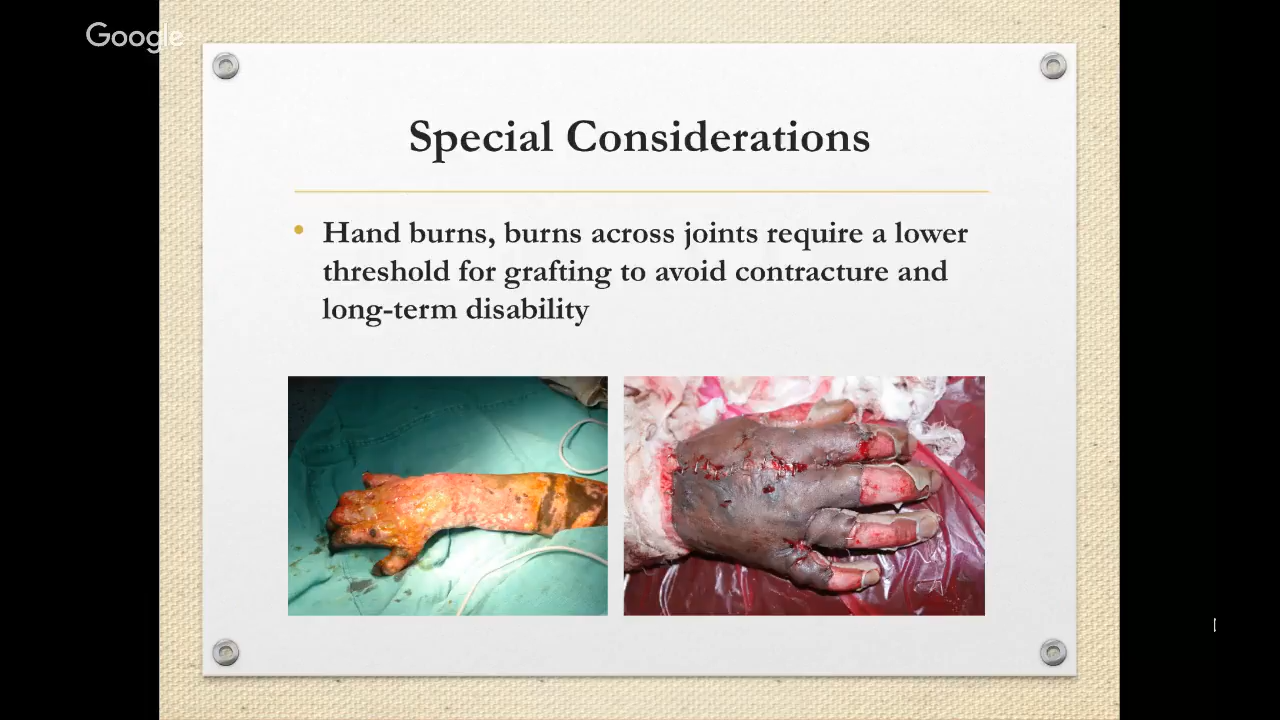 Google
Special Considerations
Hand burns, burns across joints require a lower
threshold for grafting to avoid contracture and
long-term disability